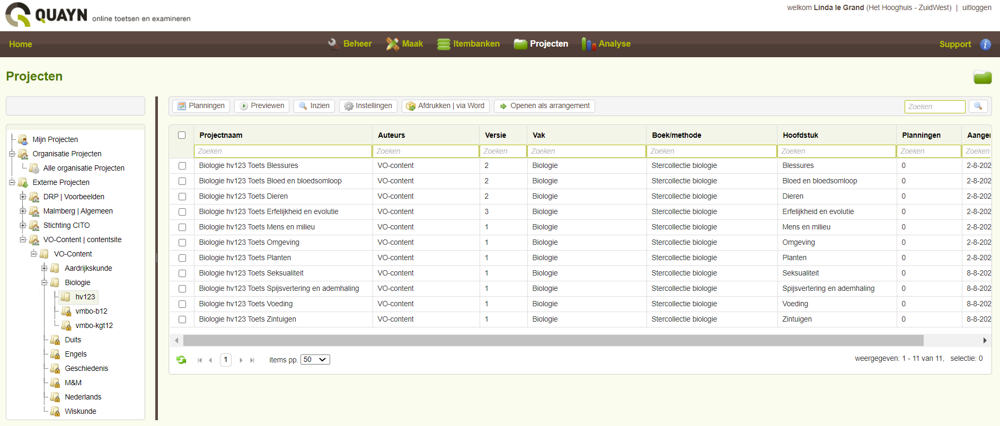 QUAYN online toetsen en examineren
welkom Linda le Grand (Het Hooghuis - ZuidWest) | uitloggen
Home
Beheer
Maak
Itembanken
Projecten
Analyse
Support
Projecten
Mijn Projecten
Organisatie Projecten
Alle organisatie Projecten
Externe Projecten
DRP | Voorbeelden
Malmberg | Algemeen
Stichting CITO
VO-Content | contentsite
VO-Content
Aardrijkskunde
Biologie
hv123
vmbo-b12
vmbo-kgt12
Duits
Engels
Geschiedenis
M&M
Nederlands
Wiskunde
Planningen Previewen Inzien Instellingen Afdrukken | via Word Openen als arrangement Zoeken
Projectnaam Auteurs Versie Vak Boek/methode Hoofdstuk Planningen
Zoeken Zoeken Zoeken Zoeken Zoeken Zoeken Zoeken Zoeken
Biologie hv123 Toets Blessures VO-content 2 Biologie Stercollectie biologie Blessures 0 2-8-202
Biologie hv123 Toets Bloed en bloedsomloop VO-content 2 Biologie Stercollectie biologie Bloed en bloedsomloop 0 2-8-202
Biologie hv123 Toets Dieren VO-content 2 Biologie Stercollectie biologie Dieren 0 2-8-202
Biologie hv123 Toets Erfelijkheid en evolutie VO-content 3 Biologie Stercollectie biologie Erfelijkheid en evolutie 0 2-8-202
Biologie hv123 Toets Mens en milieu VO-content 1 Biologie Stercollectie biologie Mens en milieu 0 2-8-202
Biologie hv123 Toets Omgeving VO-content 1 Biologie Stercollectie biologie Omgeving 0 2-8-202
Biologie hv123 Toets Planten VO-content 1 Biologie Stercollectie biologie Planten 0 2-8-202
Biologie hv123 Toets Seksualiteit VO-content 1 Biologie Stercollectie biologie Seksualiteit 0 8-8-202
Biologie hv123 Toets Spijsvertering en ademhaling VO-content 1 Biologie Stercollectie biologie Spijsvertering en ademhaling 0 8-8-202
Biologie hv123 Toets Voeding VO-content 1 Biologie Stercollectie biologie Voeding 0 8-8-202
Biologie hv123 Toets Zintuigen VO-content 1 Biologie Stercollectie biologie Zintuigen 0 8-8-202
1 items pp. 50
weergegeven: 1 - 11 van 11, selectie: 0